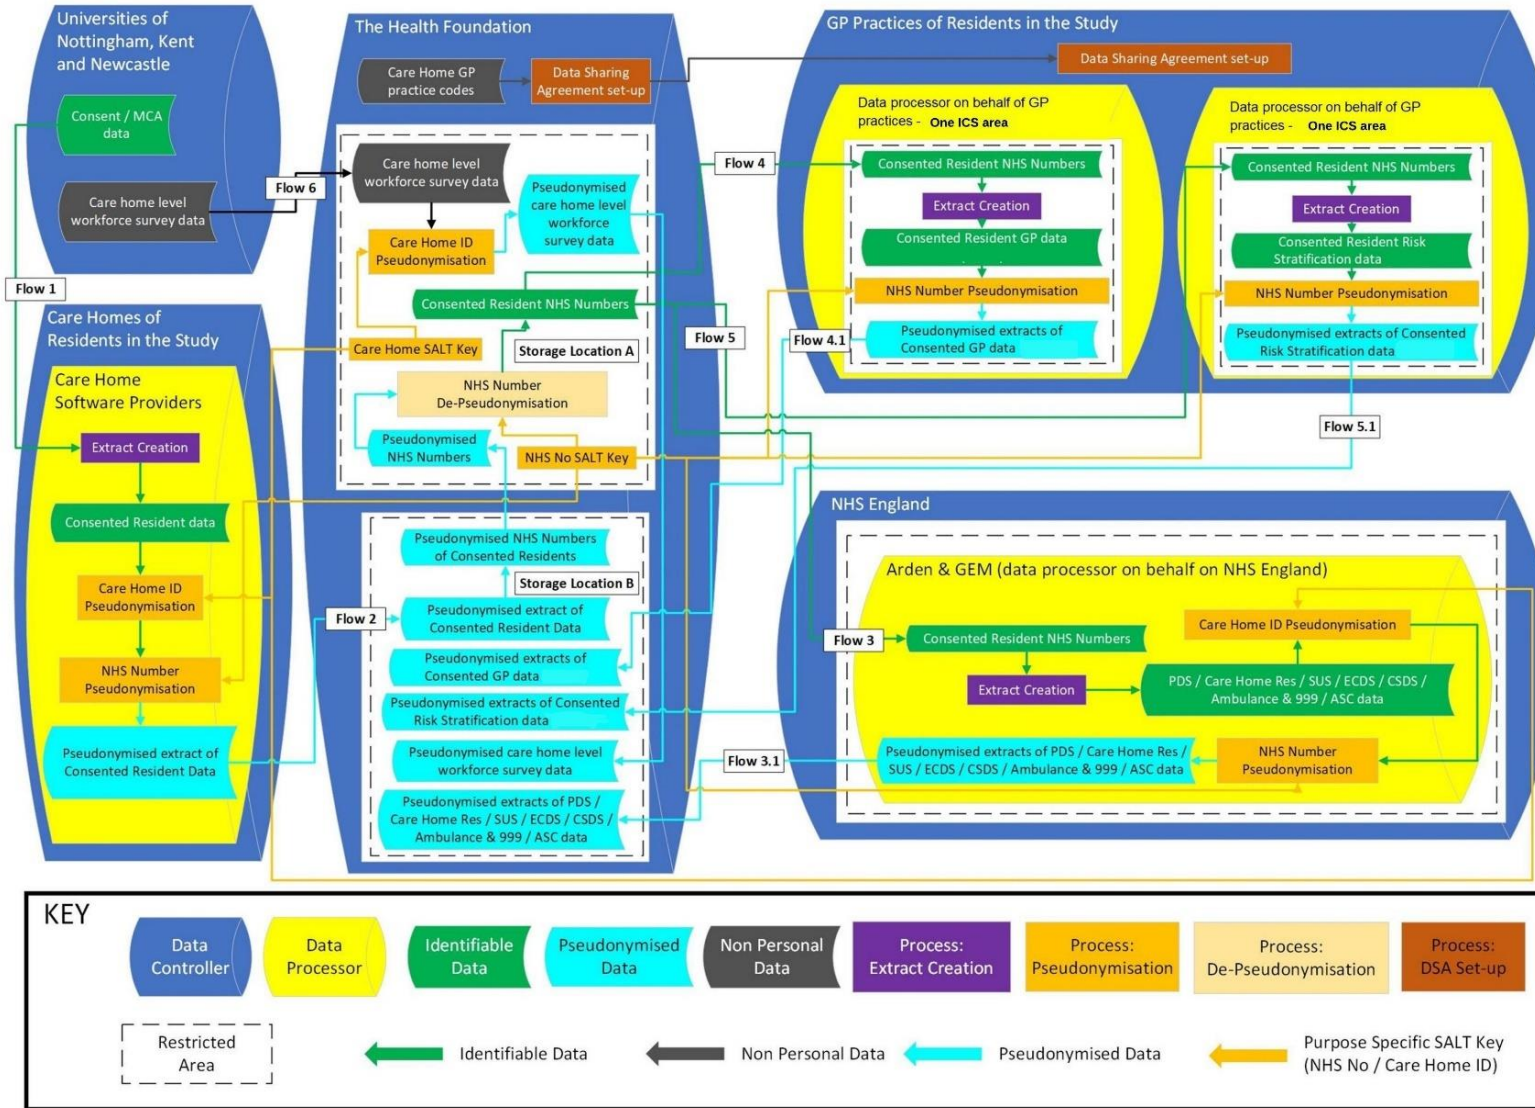 Universities of
Nottingham, Kent
and Newcastle
Consent / MCA
data
Care home level
workforce survey data
Flow 6
Flow 1
Care Homes of
Residents in the Study
Care Home
Software Providers
Extract Creation
Consented Resident data
Care Home ID
Pseudonymisation
NHS Number
Pseudonymisation
Pseudonymised extract of
Consented Resident Data
Flow 2
The Health Foundation
Care Home GP
practice codes
Data Sharing
Agreement set-up
Care home level
workforce survey data
Pseudonymised
care home level
workforce
survey data
Care Home ID
Pseudonymisation
Consented Resident NHS Numbers
Care Home SALT Key
Storage Location A
NHS Number
De-Pseudonymisation
Pseudonymised
NHS Numbers
NHS No SALT Key
Pseudonymised NHS Numbers
of Consented Residents
Storage Location B
Pseudonymised extract of
Consented Resident Data
Pseudonymised extracts of
Consented GP data
Pseudonymised extracts of Consented
Risk Stratification data
Pseudonymised care home level
workforce survey data
Pseudonymised extracts of PDS /
Care Home Res / SUS / ECDS / CSDS /
Ambulance & 999 / ASC data
Flow 4
Flow 5
Flow 4.1
Flow 3
Flow 3.1
Flow 5.1
GP Practices of Residents in the Study
Data Sharing Agreement set-up
Data processor on behalf of GP
practices - One ICS area
Consented Resident NHS Numbers
Extract Creation
Consented Resident GP data
NHS Number Pseudonymisation
Pseudonymised extracts of
Consented GP data
Data processor on behalf of GP
practices - One ICS area
Consented Resident NHS Numbers
Extract Creation
Consented Resident Risk
Stratification data
NHS Number Pseudonymisation
Pseudonymised extracts of Consented
Risk Stratification data
NHS England
Arden & GEM (data processor on behalf on NHS England)
Consented Resident NHS Numbers
Extract Creation
Care Home ID Pseudonymisation
PDS / Care Home Res / SUS / ECDS / CSDS /
Ambulance & 999 / ASC data
NHS Number
Pseudonymisation
Pseudonymised extracts of PDS / Care Home Res /
SUS / ECDS / CSDS / Ambulance & 999 / ASC data
KEY
Data
Controller
Data
Processor
Identifiable
Data
Pseudonymised
Data
Non Personal
Data
Process:
Extract Creation
Process:
Pseudonymisation
Process:
De-Pseudonymisation
Process:
DSA Set-up
Restricted
Area
Identifiable Data
Non Personal Data
Pseudonymised Data
Purpose Specific SALT Key
(NHS No / Care Home ID)